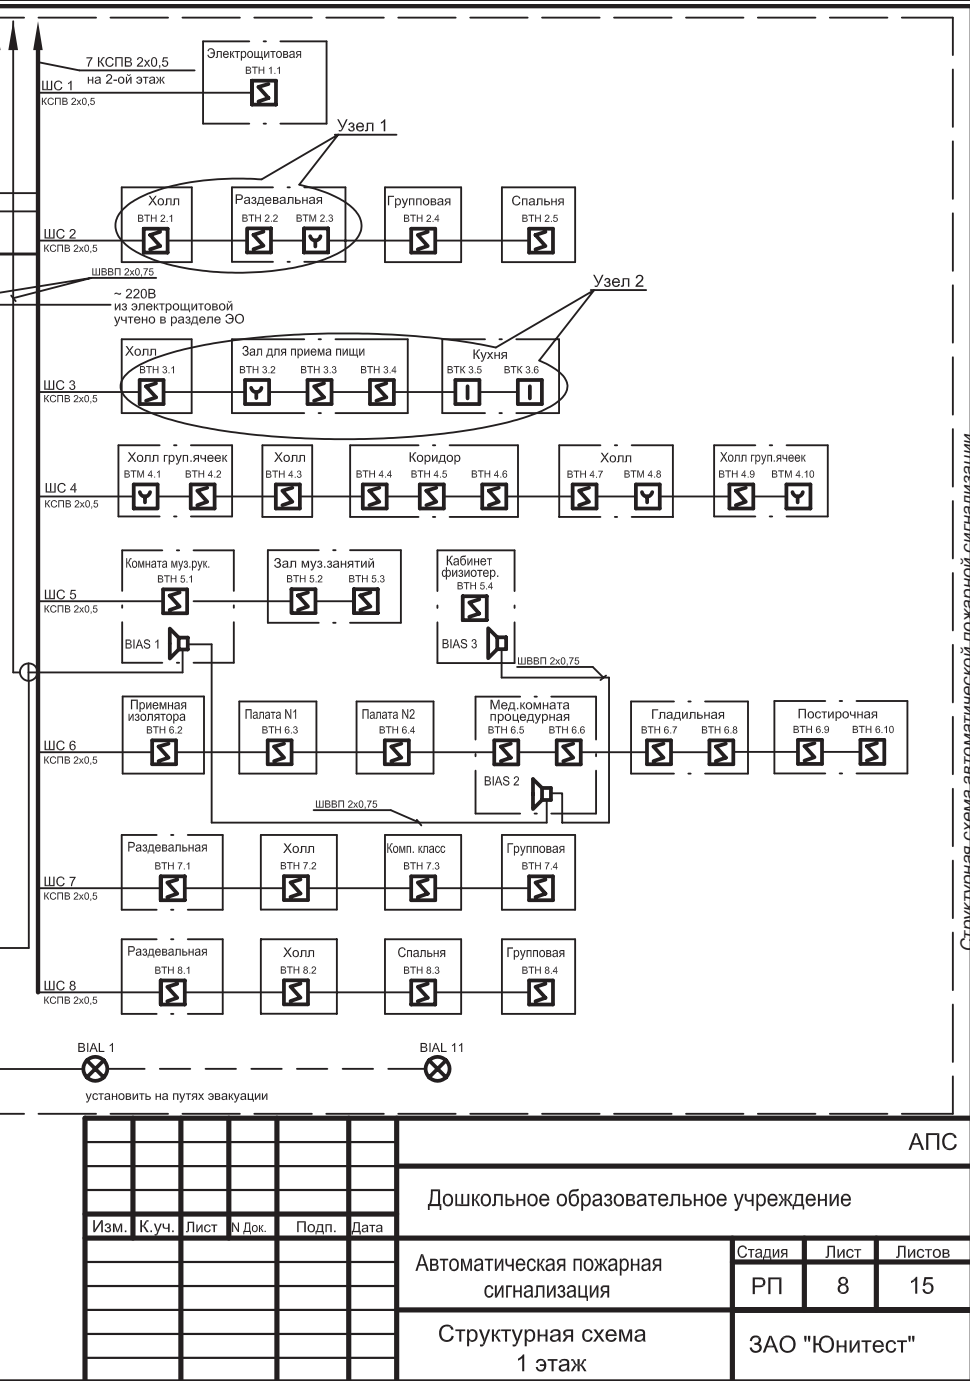 7 КСПВ 2х0,5
на 2-ой этаж
Электрощитовая
ВТН 1.1
ШС 1
КСПВ 2х0,5
Узел 1
Холл
Раздевальная
Групповая
Спальня
ВТН 2.1
ВТН 2.2
ВТМ 2.3
ВТН 2.4
ВТН 2.5
ШС 2
КСПВ 2х0,5
ШВВП 2х0,75
~ 220В
из электрощитовой
учтено в разделе ЭО
Узел 2
Холл
Зал для приема пищи
Кухня
ВТН 3.1
ВТН 3.2
ВТН 3.3
ВТН 3.4
ВТК 3.5
ВТК 3.6
ШС 3
КСПВ 2х0,5
Холл груп.ячеек
Холл
Коридор
Холл
Холл груп.ячеек
ВТМ 4.1
ВТН 4.2
ВТН 4.3
ВТН 4.4
ВТН 4.5
ВТН 4.6
ВТН 4.7
ВТМ 4.8
ВТН 4.9
ВТМ 4.10
ШС 4
КСПВ 2х0,5
Комната муз.рук.
Зал муз.занятий
Кабинет
физиотер.
ВТН 5.1
ВТН 5.2
ВТН 5.3
ВТН 5.4
ШС 5
КСПВ 2х0,5
BIAS 1
BIAS 3
ШВВП 2х0,75
Приемная
изолятора
Палата N1
Палата N2
Мед.комната
процедурная
Гладильная
Постирочная
ВТН 6.2
ВТН 6.3
ВТН 6.4
ВТН 6.5
ВТН 6.6
ВТН 6.7
ВТН 6.8
ВТН 6.9
ВТН 6.10
ШС 6
КСПВ 2х0,5
BIAS 2
ШВВП 2х0,75
Раздевальная
Холл
Комп. класс
Групповая
ВТН 7.1
ВТН 7.2
ВТН 7.3
ВТН 7.4
ШС 7
КСПВ 2х0,5
Раздевальная
Холл
Спальня
Групповая
ВТН 8.1
ВТН 8.2
ВТН 8.3
ВТН 8.4
ШС 8
КСПВ 2х0,5
BIAL 1
BIAL 11
установить на путях эвакуации
Структурная схема автоматической пожарной сигнализации
АПС
Дошкольное образовательное учреждение
Изм. К.уч. Лист N Док. Подп. Дата
Автоматическая пожарная
сигнализация
Стадия Лист Листов
РП 8 15
Структурная схема
1 этаж
ЗАО "Юнитест"